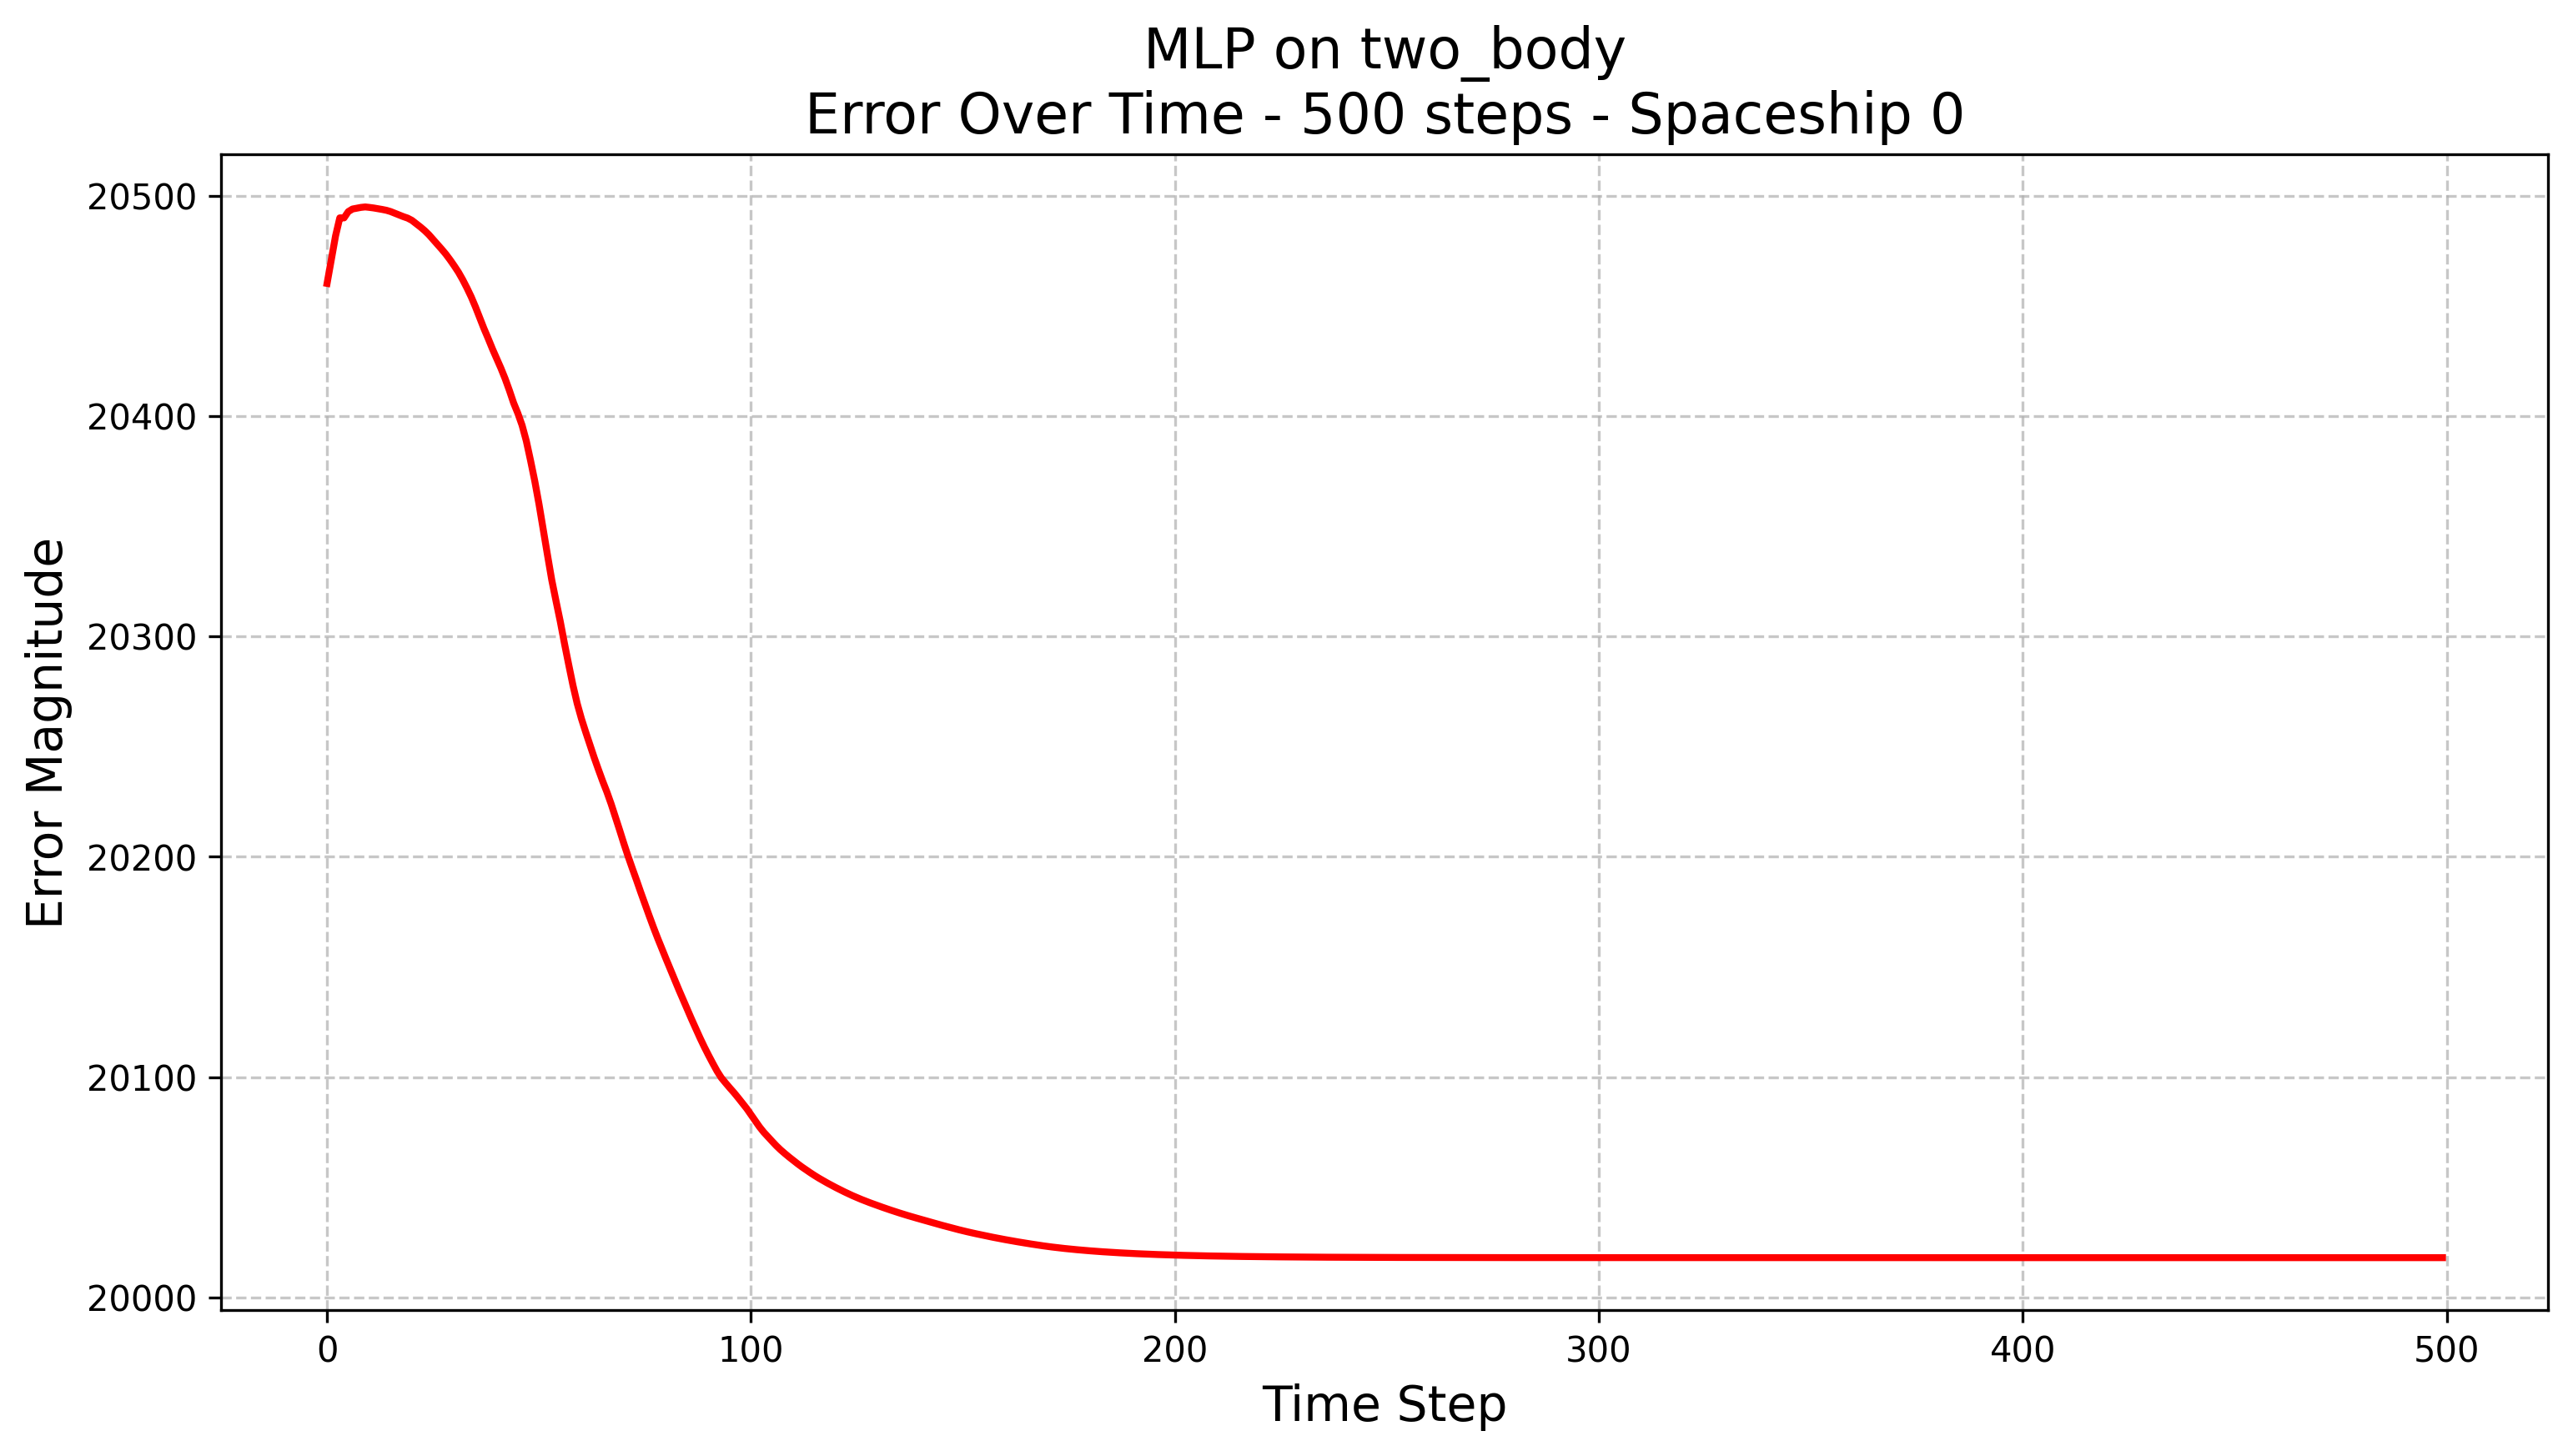 MLP on two_body
Error Over Time - 500 steps - Spaceship 0
20500
20400
20300
20200
20100
20000
Error Magnitude
0 100 200 300 400 500
Time Step